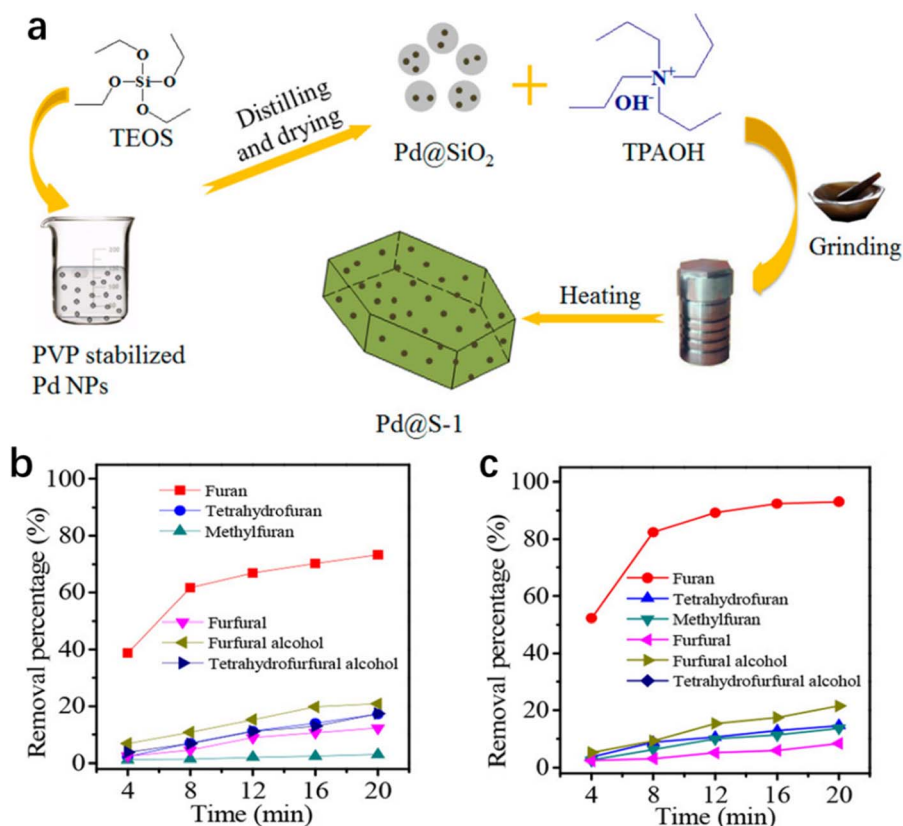 a
TEOS
Distilling
and drying
Pd@SiO2
+
N+
OH-
TPAOH
Grinding
PVP stabilized
Pd NPs
Heating
Pd@S-1
b
Removal percentage (%)
100
80
60
40
20
0
Furan
Tetrahydrofuran
Methylfuran
Furfural
Furfural alcohol
Tetrahydrofurfural alcohol
4 8 12 16 20
Time (min)
c
Removal percentage (%)
100
80
60
40
20
0
Furan
Tetrahydrofuran
Methylfuran
Furfural
Furfural alcohol
Tetrahydrofurfural alcohol
4 8 12 16 20
Time (min)